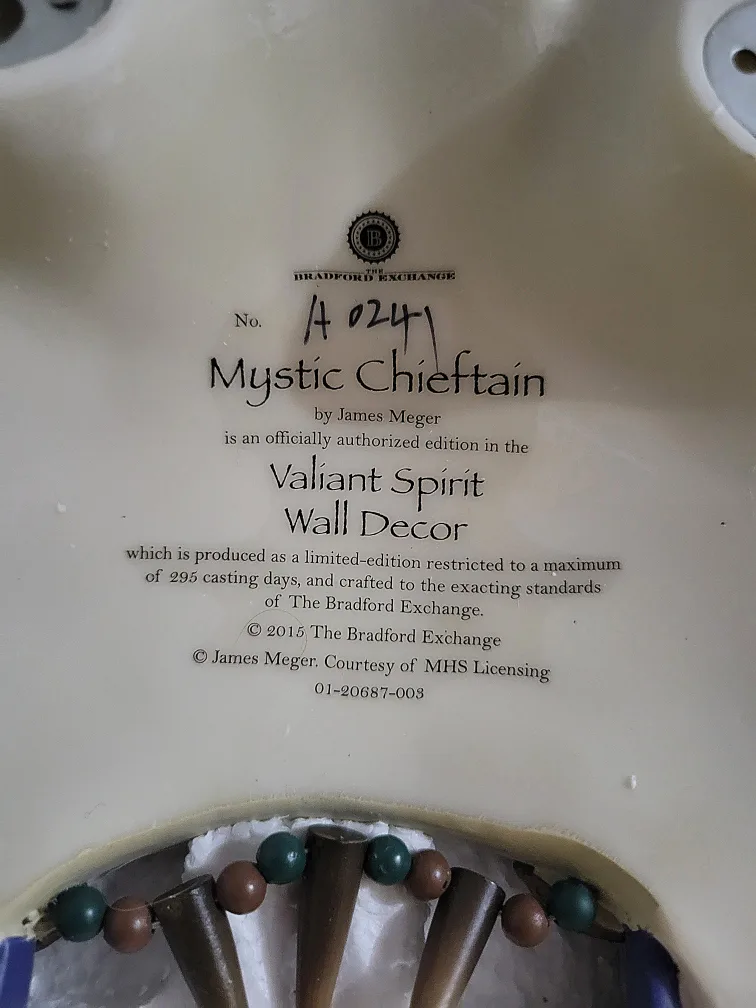 B
THE
BRADFORD EXCHANGE
No. A 0241
Mystic Chieftain
by James Meger
is an officially authorized edition in the
Valiant Spirit
Wall Decor
which is produced as a limited-edition restricted to a maximum
of 295 casting days, and crafted to the exacting standards
of The Bradford Exchange.
© 2015 The Bradford Exchange
© James Meger. Courtesy of MHS Licensing
01-20687-003